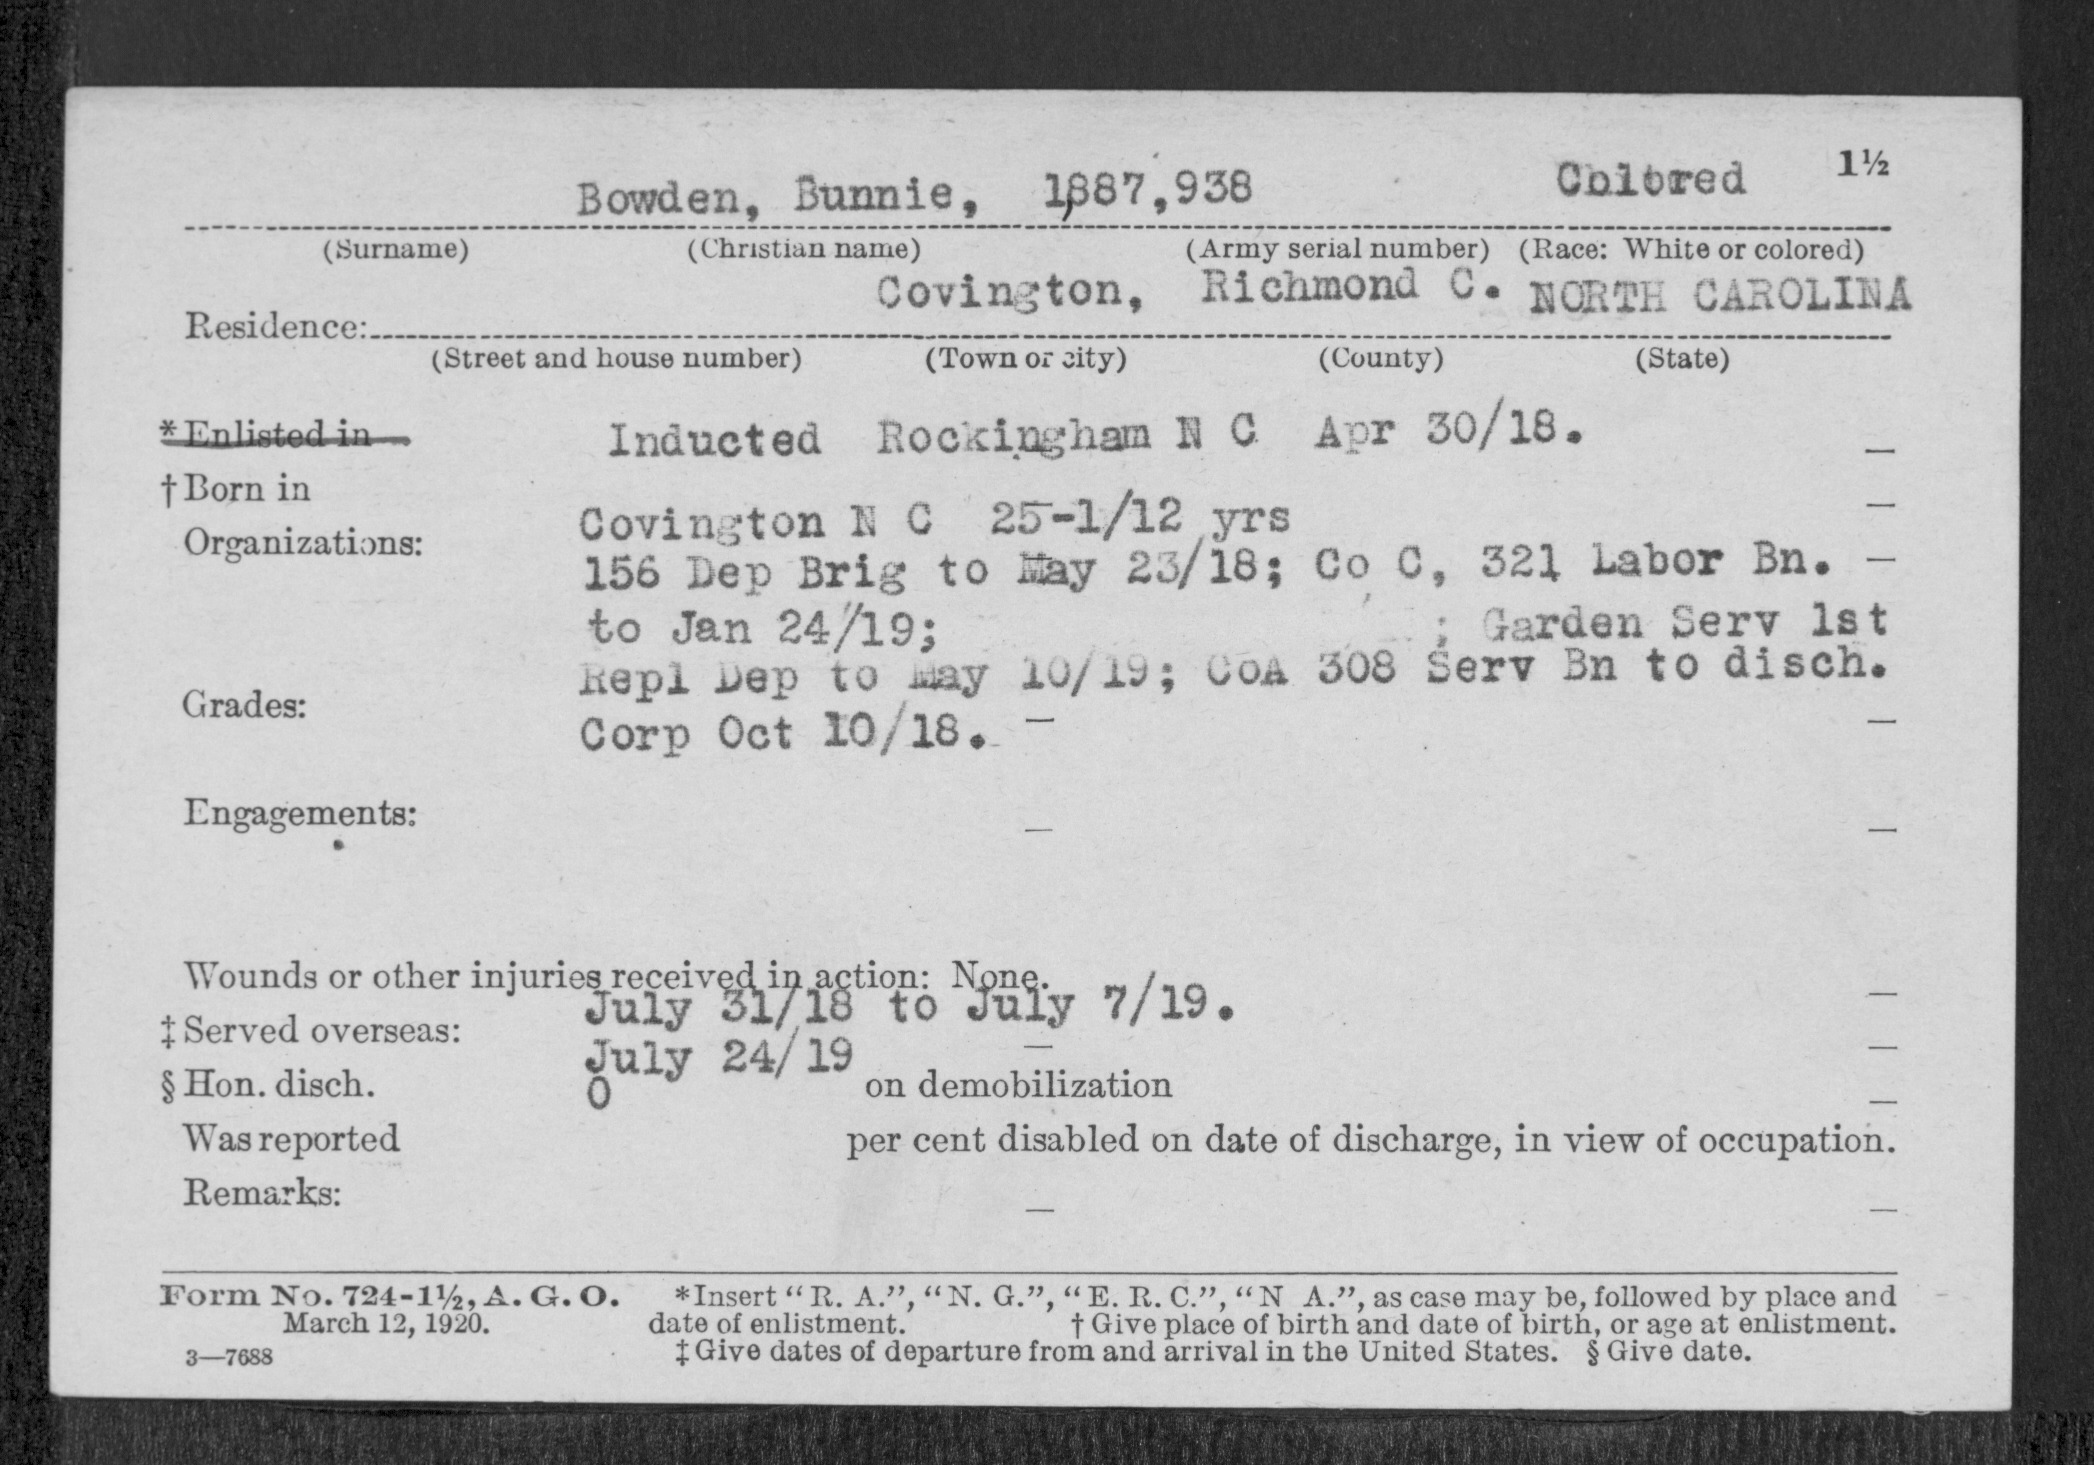 1½
Bowden, Bunnie, 1,887,938 Colored
(Surname) (Christian name) (Army serial number) (Race: White or colored)
Covington, Richmond C. NORTH CAROLINA
Residence:
(Street and house number) (Town or city) (County) (State)
*Enlisted in Inducted Rockingham N C Apr 30/18. –
†Born in –
Covington N C 25-1/12 yrs
Organizations:
156 Dep Brig to May 23/18; Co C, 321 Labor Bn. –
to Jan 24/19; ; Garden Serv 1st
Repl Dep to May 10/19; CoA 308 Serv Bn to disch.
Grades: – –
Corp Oct 10/18.
Engagements: – –
Wounds or other injuries received in action: None. –
July 31/18 to July 7/19.
‡Served overseas: – –
July 24/19
§Hon. disch. on demobilization –
0
Was reported per cent disabled on date of discharge, in view of occupation.
Remarks: – –
Form No. 724-1½, A. G. O. *Insert "R. A.", "N. G.", "E. R. C.", "N A.", as case may be, followed by place and
March 12, 1920. date of enlistment. †Give place of birth and date of birth, or age at enlistment.
3—7688 ‡Give dates of departure from and arrival in the United States. §Give date.